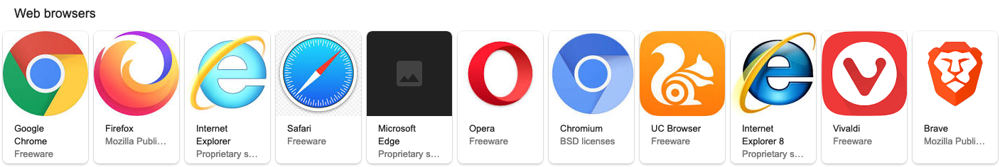 Web browsers
Google
Chrome
Freeware
Firefox
Mozilla Publi...
Internet
Explorer
Proprietary s...
Safari
Freeware
Microsoft
Edge
Proprietary s...
Opera
Freeware
Chromium
BSD licenses
UC Browser
Freeware
Internet
Explorer 8
Proprietary s...
Vivaldi
Freeware
Brave
Mozilla Publi...